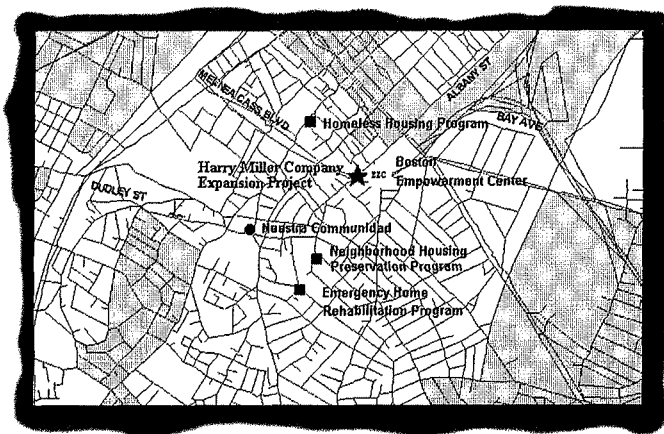 MELNEA CASS BLVD
ALBANY ST
Homeless Housing Program
BAY AVE
Harry Miller Company
Expansion Project
EIC
Boston
Empowerment Center
DUDLEY ST
Nuestra Communidad
Neighborhood Housing
Preservation Program
Emergency Home
Rehabilitation Program